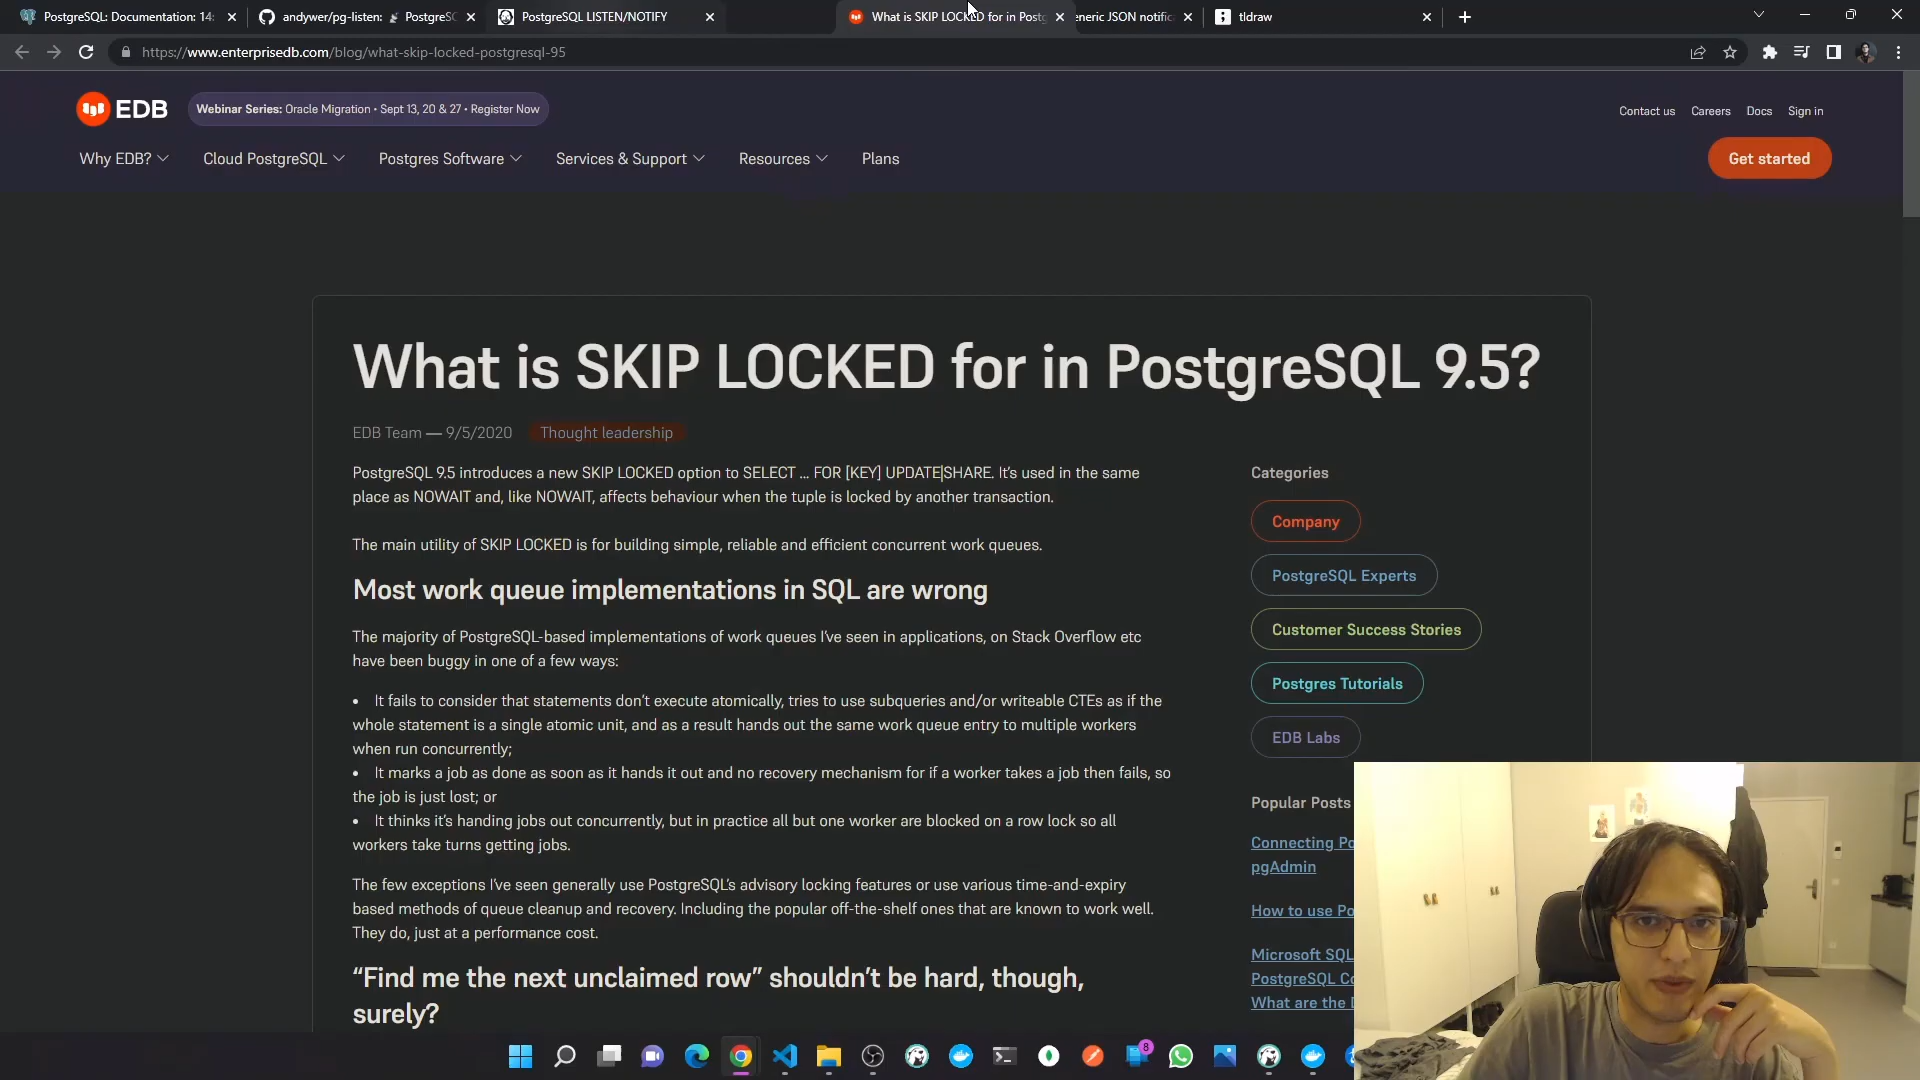 PostgreSQL: Documentation: 14:
andywer/pg-listen: PostgreSQ
PostgreSQL LISTEN/NOTIFY
What is SKIP LOCKED for in Postg
eneric JSON notific
tldraw
https://www.enterprisedb.com/blog/what-skip-locked-postgresql-95
EDB
Webinar Series: Oracle Migration • Sept 13, 20 & 27 • Register Now
Contact us
Careers
Docs
Sign in
Why EDB?
Cloud PostgreSQL
Postgres Software
Services & Support
Resources
Plans
Get started
What is SKIP LOCKED for in PostgreSQL 9.5?
EDB Team — 9/5/2020
Thought leadership
PostgreSQL 9.5 introduces a new SKIP LOCKED option to SELECT ... FOR [KEY] UPDATE|SHARE. It's used in the same
place as NOWAIT and, like NOWAIT, affects behaviour when the tuple is locked by another transaction.
The main utility of SKIP LOCKED is for building simple, reliable and efficient concurrent work queues.
Most work queue implementations in SQL are wrong
The majority of PostgreSQL-based implementations of work queues I've seen in applications, on Stack Overflow etc
have been buggy in one of a few ways:
• It fails to consider that statements don't execute atomically, tries to use subqueries and/or writeable CTEs as if the
whole statement is a single atomic unit, and as a result hands out the same work queue entry to multiple workers
when run concurrently;
• It marks a job as done as soon as it hands it out and no recovery mechanism for if a worker takes a job then fails, so
the job is just lost; or
• It thinks it's handing jobs out concurrently, but in practice all but one worker are blocked on a row lock so all
workers take turns getting jobs.
The few exceptions I've seen generally use PostgreSQL's advisory locking features or use various time-and-expiry
based methods of queue cleanup and recovery. Including the popular off-the-shelf ones that are known to work well.
They do, just at a performance cost.
“Find me the next unclaimed row” shouldn't be hard, though,
surely?
Categories
Company
PostgreSQL Experts
Customer Success Stories
Postgres Tutorials
EDB Labs
Popular Posts
Connecting Po
pgAdmin
How to use Po
Microsoft SQL
PostgreSQL Co
What are the D
8